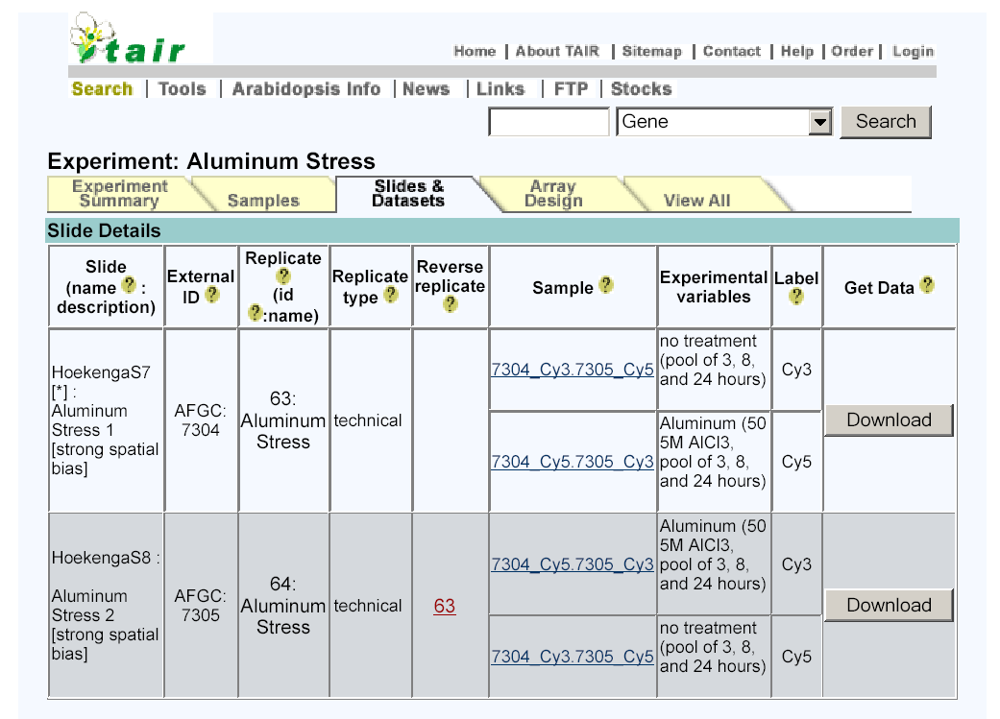 tair
Home | About TAIR | Sitemap | Contact | Help | Order | Login
Search | Tools | Arabidopsis Info | News | Links | FTP | Stocks
Gene
Search
Experiment: Aluminum Stress
Experiment
Summary
Samples
Slides &
Datasets
Array
Design
View All
Slide Details
Slide
(name ? :
description)
External
ID ?
Replicate
?
(id
?:name)
Replicate
type ?
Reverse
replicate
?
Sample ?
Experimental
variables
Label
?
Get Data ?
HoekengaS7
[*] :
Aluminum
Stress 1
[strong spatial
bias]
AFGC:
7304
63:
Aluminum
Stress
technical
7304_Cy3.7305_Cy5
no treatment
(pool of 3, 8,
and 24 hours)
Cy3
7304_Cy5.7305_Cy3
Aluminum (50
5M AlCl3,
pool of 3, 8,
and 24 hours)
Cy5
Download
HoekengaS8 :
Aluminum
Stress 2
[strong spatial
bias]
AFGC:
7305
64:
Aluminum
Stress
technical
63
7304_Cy5.7305_Cy3
Aluminum (50
5M AlCl3,
pool of 3, 8,
and 24 hours)
Cy3
7304_Cy3.7305_Cy5
no treatment
(pool of 3, 8,
and 24 hours)
Cy5
Download